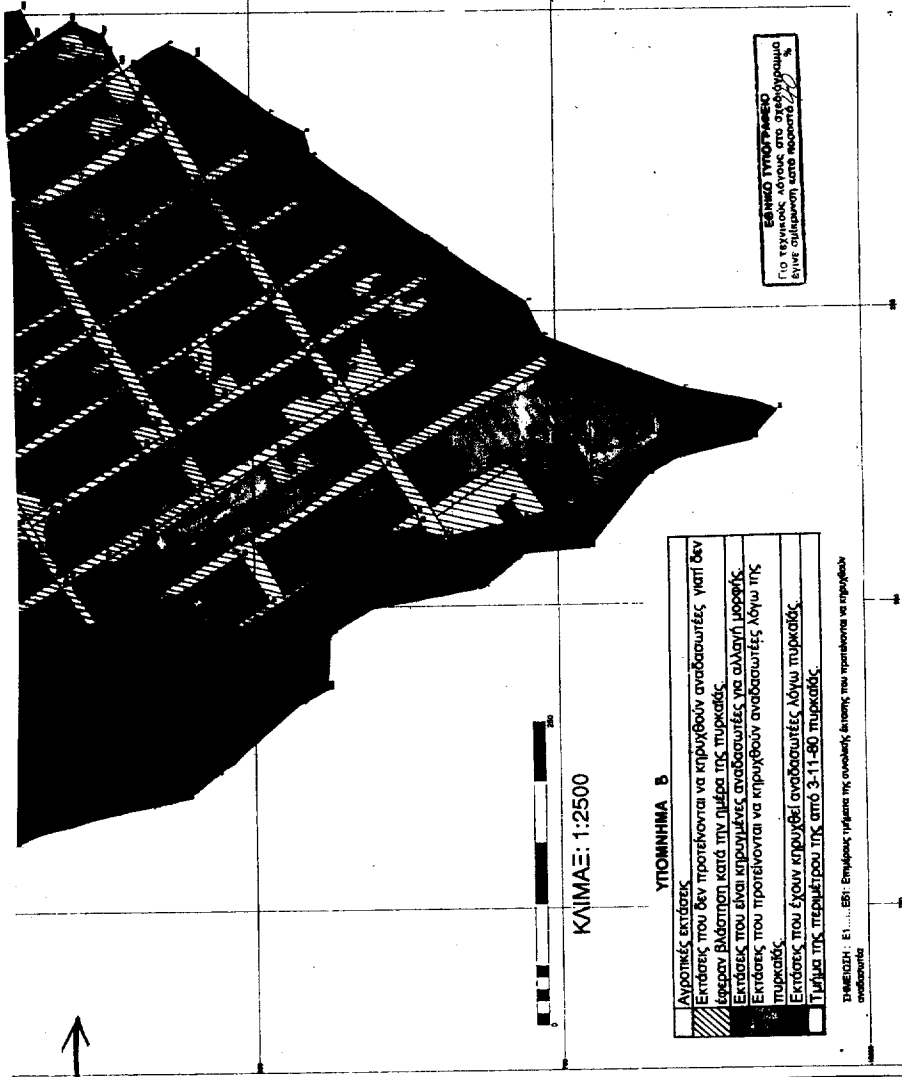 ΕΘΝΙΚΟ ΤΥΠΟΓΡΑΦΕΙΟ
Για τεχνικούς λόγους στο σχεδιάγραμμα
έγινε σμίκρυνση κατά ποσοστό %
250
0
ΚΛΙΜΑΞ: 1:2500
ΥΠΟΜΝΗΜΑ Β
Αγροτικές εκτάσεις
Εκτάσεις που δεν προτείνονται να κηρυχθούν αναδασωτέες γιατί δεν
έφεραν βλάστηση κατά την ημέρα της πυρκαϊάς.
Εκτάσεις που είναι κηρυγμένες αναδασωτέες για αλλαγή μορφής.
Εκτάσεις που προτείνονται να κηρυχθούν αναδασωτέες λόγω της
πυρκαϊάς.
Εκτάσεις που έχουν κηρυχθεί αναδασωτέες λόγω πυρκαϊάς.
Τμήμα της περιμέτρου της από 3-11-80 πυρκαϊάς.
ΣΗΜΕΙΩΣΗ : Ε1.....Ε61: Επιμέρους τμήματα της συνολικής έκτασης που προτείνονται να κηρυχθούν
αναδασωτέα